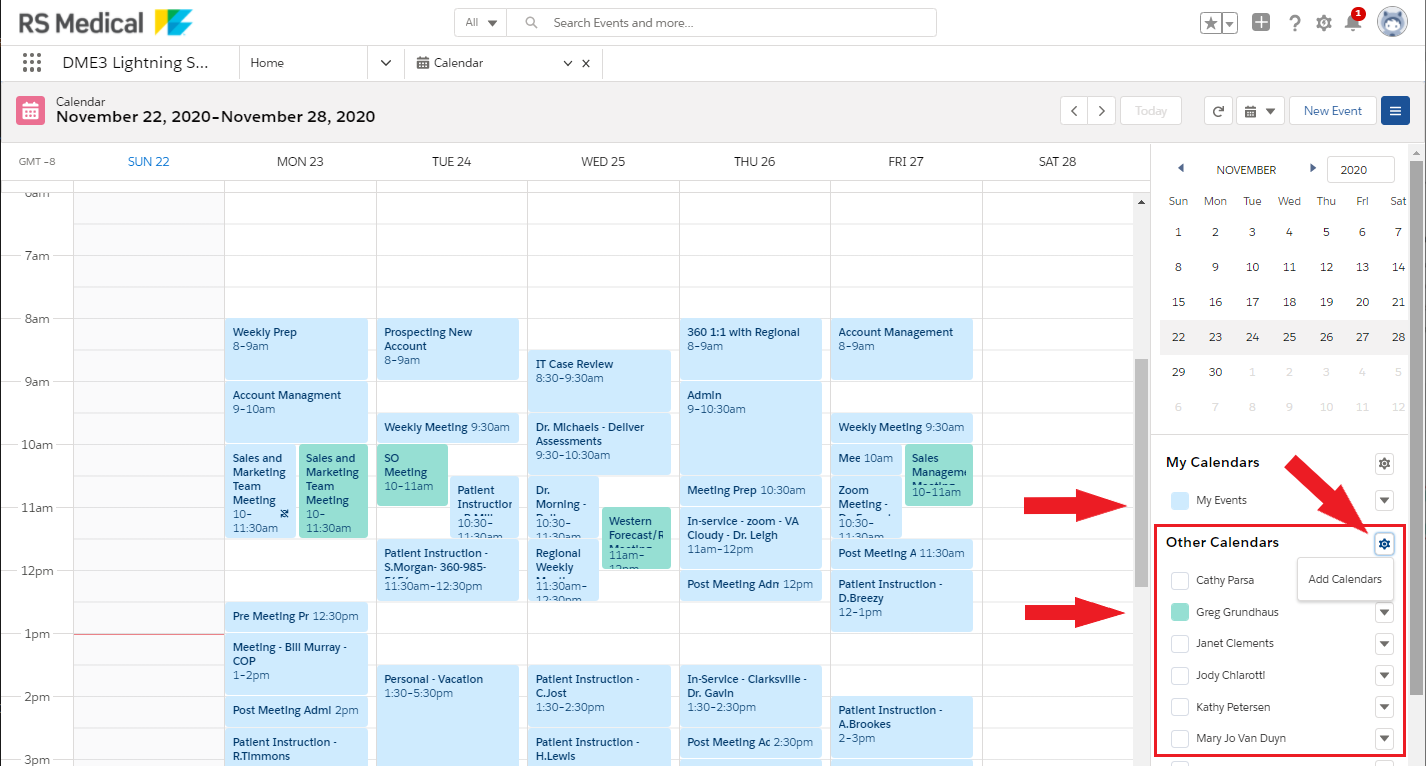 RS Medical
All
Search Events and more...
1
DME3 Lightning S...
Home
Calendar
Calendar
November 22, 2020–November 28, 2020
Today
New Event
GMT −8
SUN 22
MON 23
TUE 24
WED 25
THU 26
FRI 27
SAT 28
6am
7am
8am
9am
10am
11am
12pm
1pm
2pm
3pm
Weekly Prep
8–9am
Account Managment
9–10am
Sales and
Marketing
Team
Meeting
10–
11:30am
Sales and
Marketing
Team
Meeting
10–
11:30am
Pre Meeting Pr 12:30pm
Meeting - Bill Murray -
COP
1–2pm
Post Meeting Admi 2pm
Patient Instruction -
R.Timmons
Prospecting New
Account
8–9am
Weekly Meeting 9:30am
SO
Meeting
10–11am
Patient
Instruction
10:30–
11:30am
Patient Instruction -
S.Morgan- 360-985-
11:30am–12:30pm
Personal - Vacation
1:30–5:30pm
IT Case Review
8:30–9:30am
Dr. Michaels - Deliver
Assessments
9:30–10:30am
Dr.
Morning -
10:30–
11:30am
Western
Forecast/R
Meeting
11am–
12pm
Regional
Weekly
11:30am–
12:30pm
Patient Instruction -
C.Jost
1:30–2:30pm
Patient Instruction -
H.Lewis
360 1:1 with Regional
8–9am
Admin
9–10:30am
Meeting Prep 10:30am
In-service - zoom - VA
Cloudy - Dr. Leigh
11am–12pm
Post Meeting Adm 12pm
In-Service - Clarksville -
Dr. Gavin
1:30–2:30pm
Post Meeting Ac 2:30pm
Account Management
8–9am
Weekly Meeting 9:30am
Mee 10am
Sales
Manageme
Meeting
10–11am
Zoom
Meeting -
10:30–
11:30am
Post Meeting A 11:30am
Patient Instruction -
D.Breezy
12–1pm
Patient Instruction -
A.Brookes
2–3pm
NOVEMBER
2020
Sun Mon Tue Wed Thu Fri Sat
1 2 3 4 5 6 7
8 9 10 11 12 13 14
15 16 17 18 19 20 21
22 23 24 25 26 27 28
29 30 1 2 3 4 5
6 7 8 9 10 11 12
My Calendars
My Events
Other Calendars
Add Calendars
Cathy Parsa
Greg Grundhaus
Janet Clements
Jody Chiarotti
Kathy Petersen
Mary Jo Van Duyn